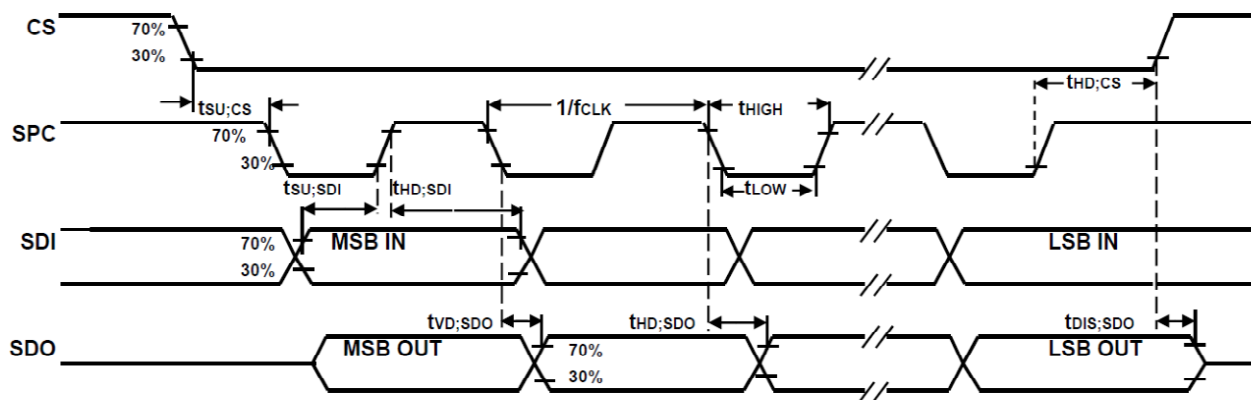 CS
70%
30%
tSU;CS
1/fCLK
tHIGH
tHD;CS
SPC
70%
30%
tSU;SDI
tHD;SDI
tLOW
SDI
70%
30%
MSB IN
LSB IN
tVD;SDO
tHD;SDO
tDIS;SDO
SDO
MSB OUT
70%
30%
LSB OUT